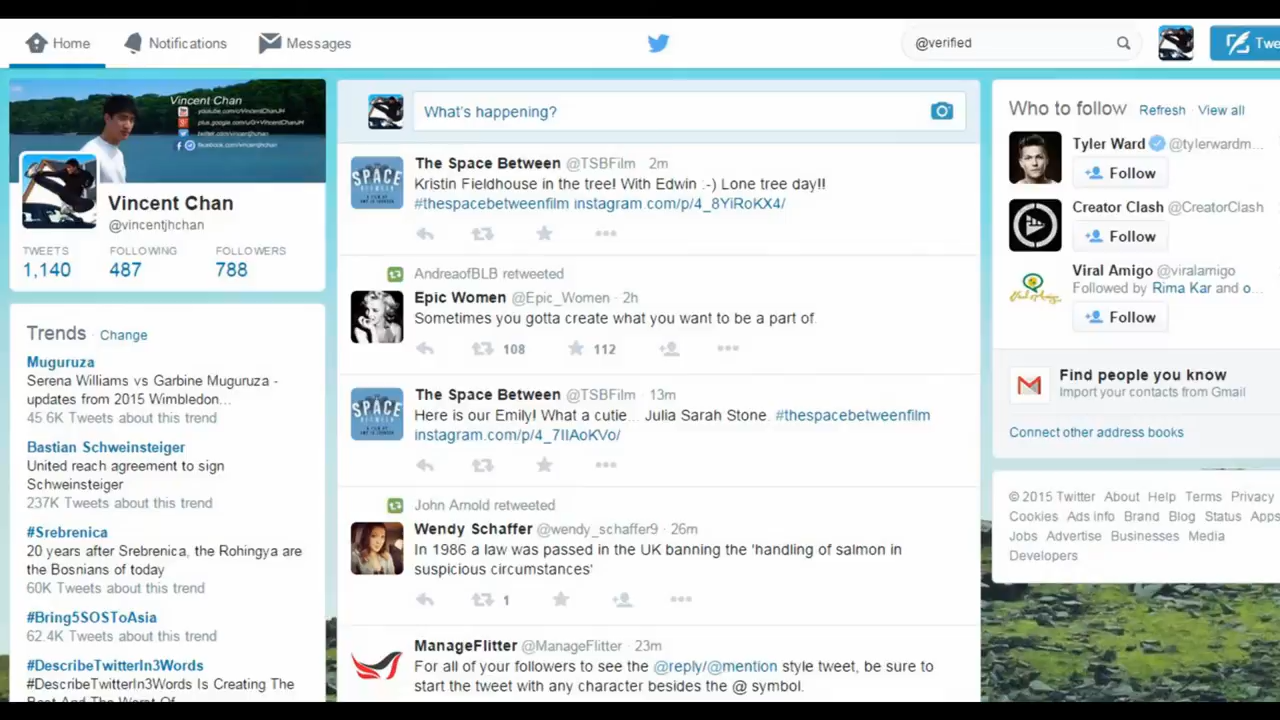 Home
Notifications
Messages
@verified
Vincent Chan
youtube.com/c/VincentChanJH
plus.google.com/u/0/+VincentChanJH
twitter.com/vincentjhchan
facebook.com/vincentjhchan
Vincent Chan
@vincentjhchan
TWEETS FOLLOWING FOLLOWERS
1,140 487 788
Trends · Change
Muguruza
Serena Williams vs Garbine Muguruza -
updates from 2015 Wimbledon...
45.6K Tweets about this trend
Bastian Schweinsteiger
United reach agreement to sign
Schweinsteiger
237K Tweets about this trend
#Srebrenica
20 years after Srebrenica, the Rohingya are
the Bosnians of today
60K Tweets about this trend
#Bring5SOSToAsia
62.4K Tweets about this trend
#DescribeTwitterIn3Words
#DescribeTwitterIn3Words Is Creating The
Best And The Worst Of
What's happening?
SPACE
BETWEEN
The Space Between @TSBFilm · 2m
Kristin Fieldhouse in the tree! With Edwin :-) Lone tree day!!
#thespacebetweenfilm instagram.com/p/4_8YiRoKX4/
AndreaofBLB retweeted
Epic Women @Epic_Women · 2h
Sometimes you gotta create what you want to be a part of.
108 112
SPACE
BETWEEN
The Space Between @TSBFilm · 13m
Here is our Emily! What a cutie... Julia Sarah Stone. #thespacebetweenfilm
instagram.com/p/4_7IIAoKVo/
John Arnold retweeted
Wendy Schaffer @wendy_schaffer9 · 26m
In 1986 a law was passed in the UK banning the 'handling of salmon in
suspicious circumstances'
1
ManageFlitter @ManageFlitter · 23m
For all of your followers to see the @reply/@mention style tweet, be sure to
start the tweet with any character besides the @ symbol.
Who to follow · Refresh · View all
Tyler Ward @tylerwardm...
Follow
Creator Clash @CreatorClash
Follow
Viral Amigo @viralamigo
Followed by Rima Kar and o...
Follow
Find people you know
Import your contacts from Gmail
Connect other address books
© 2015 Twitter About Help Terms Privacy
Cookies Ads info Brand Blog Status Apps
Jobs Advertise Businesses Media
Developers